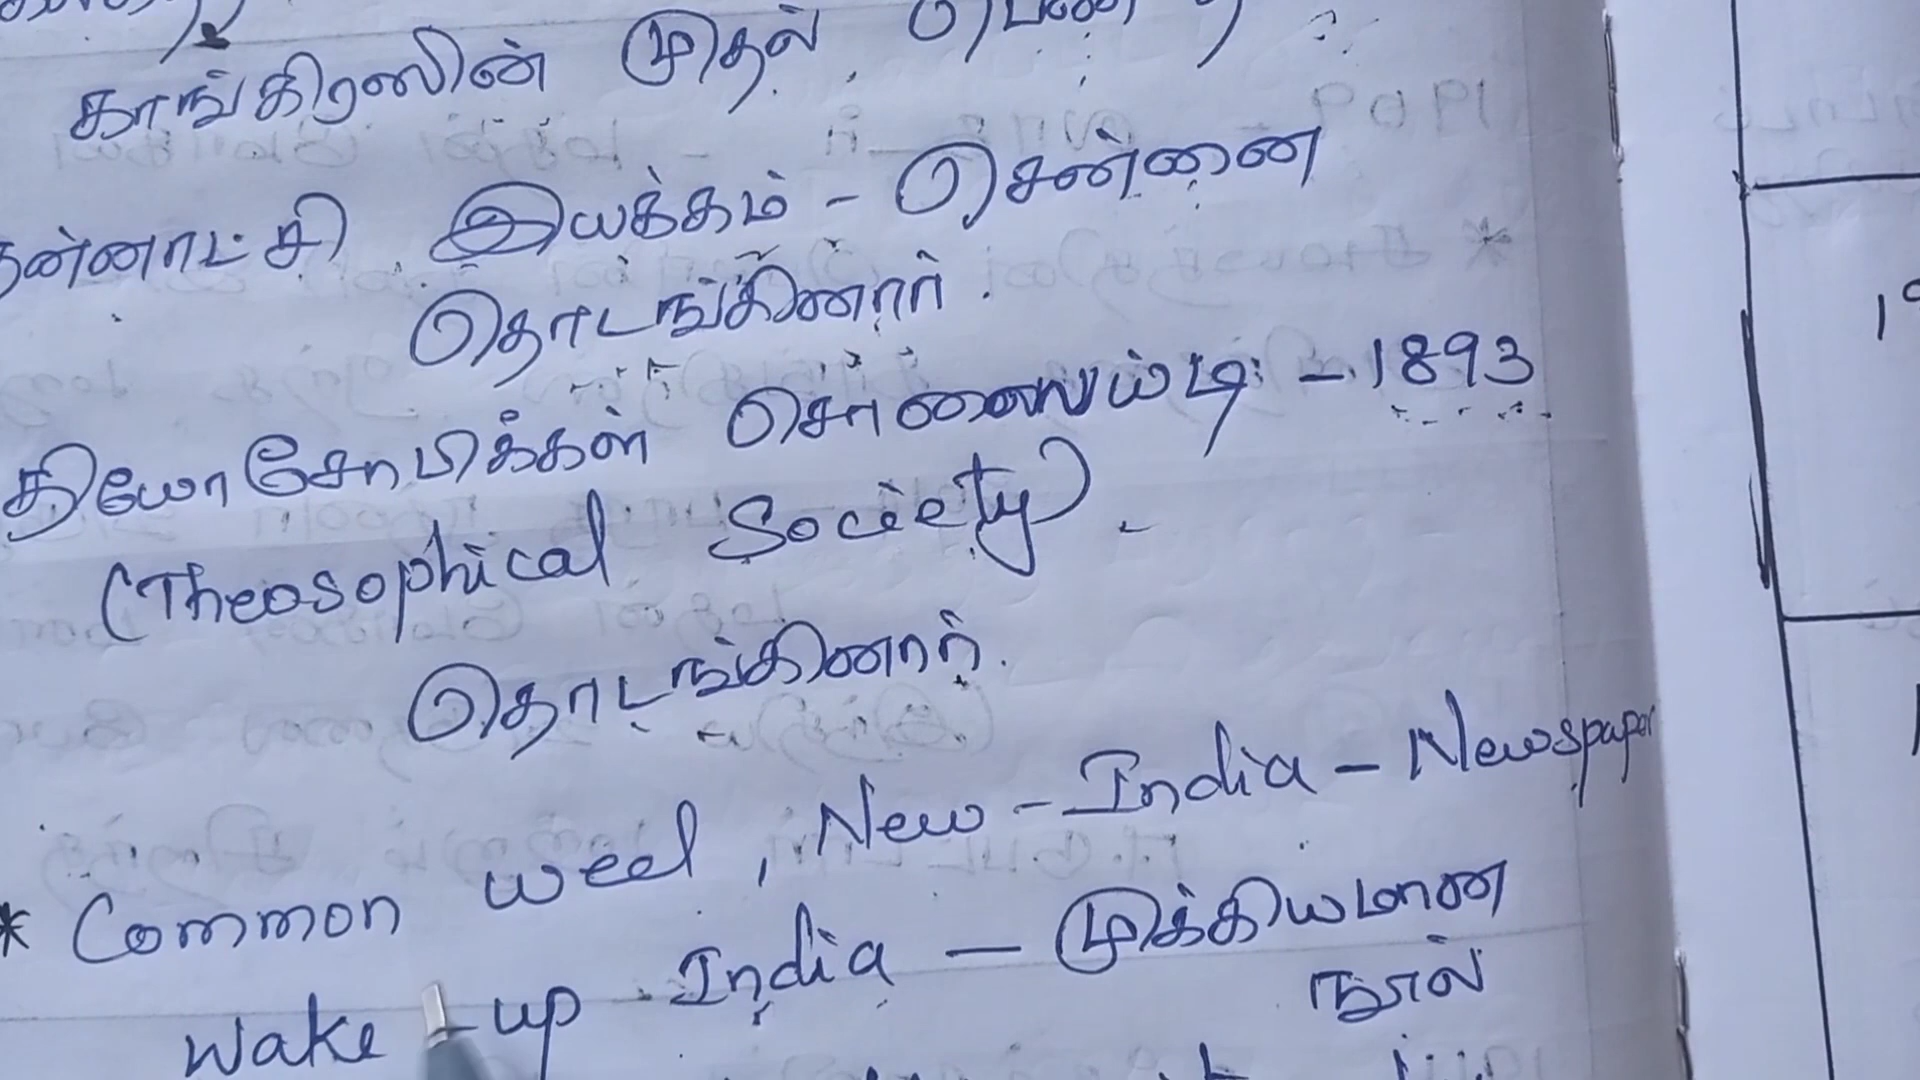 காங்கிரஸின் முதல்
தன்னாட்சி இயக்கம் - சென்னை
தொடங்கினார்.
தியோசோபிக்கள் சொஸைய்டி - 1893
(Theosophical Society)
தொடங்கினார்.
* Common weel, New - India - Newspaper
Wake - up India - முக்கியமான
நூல்